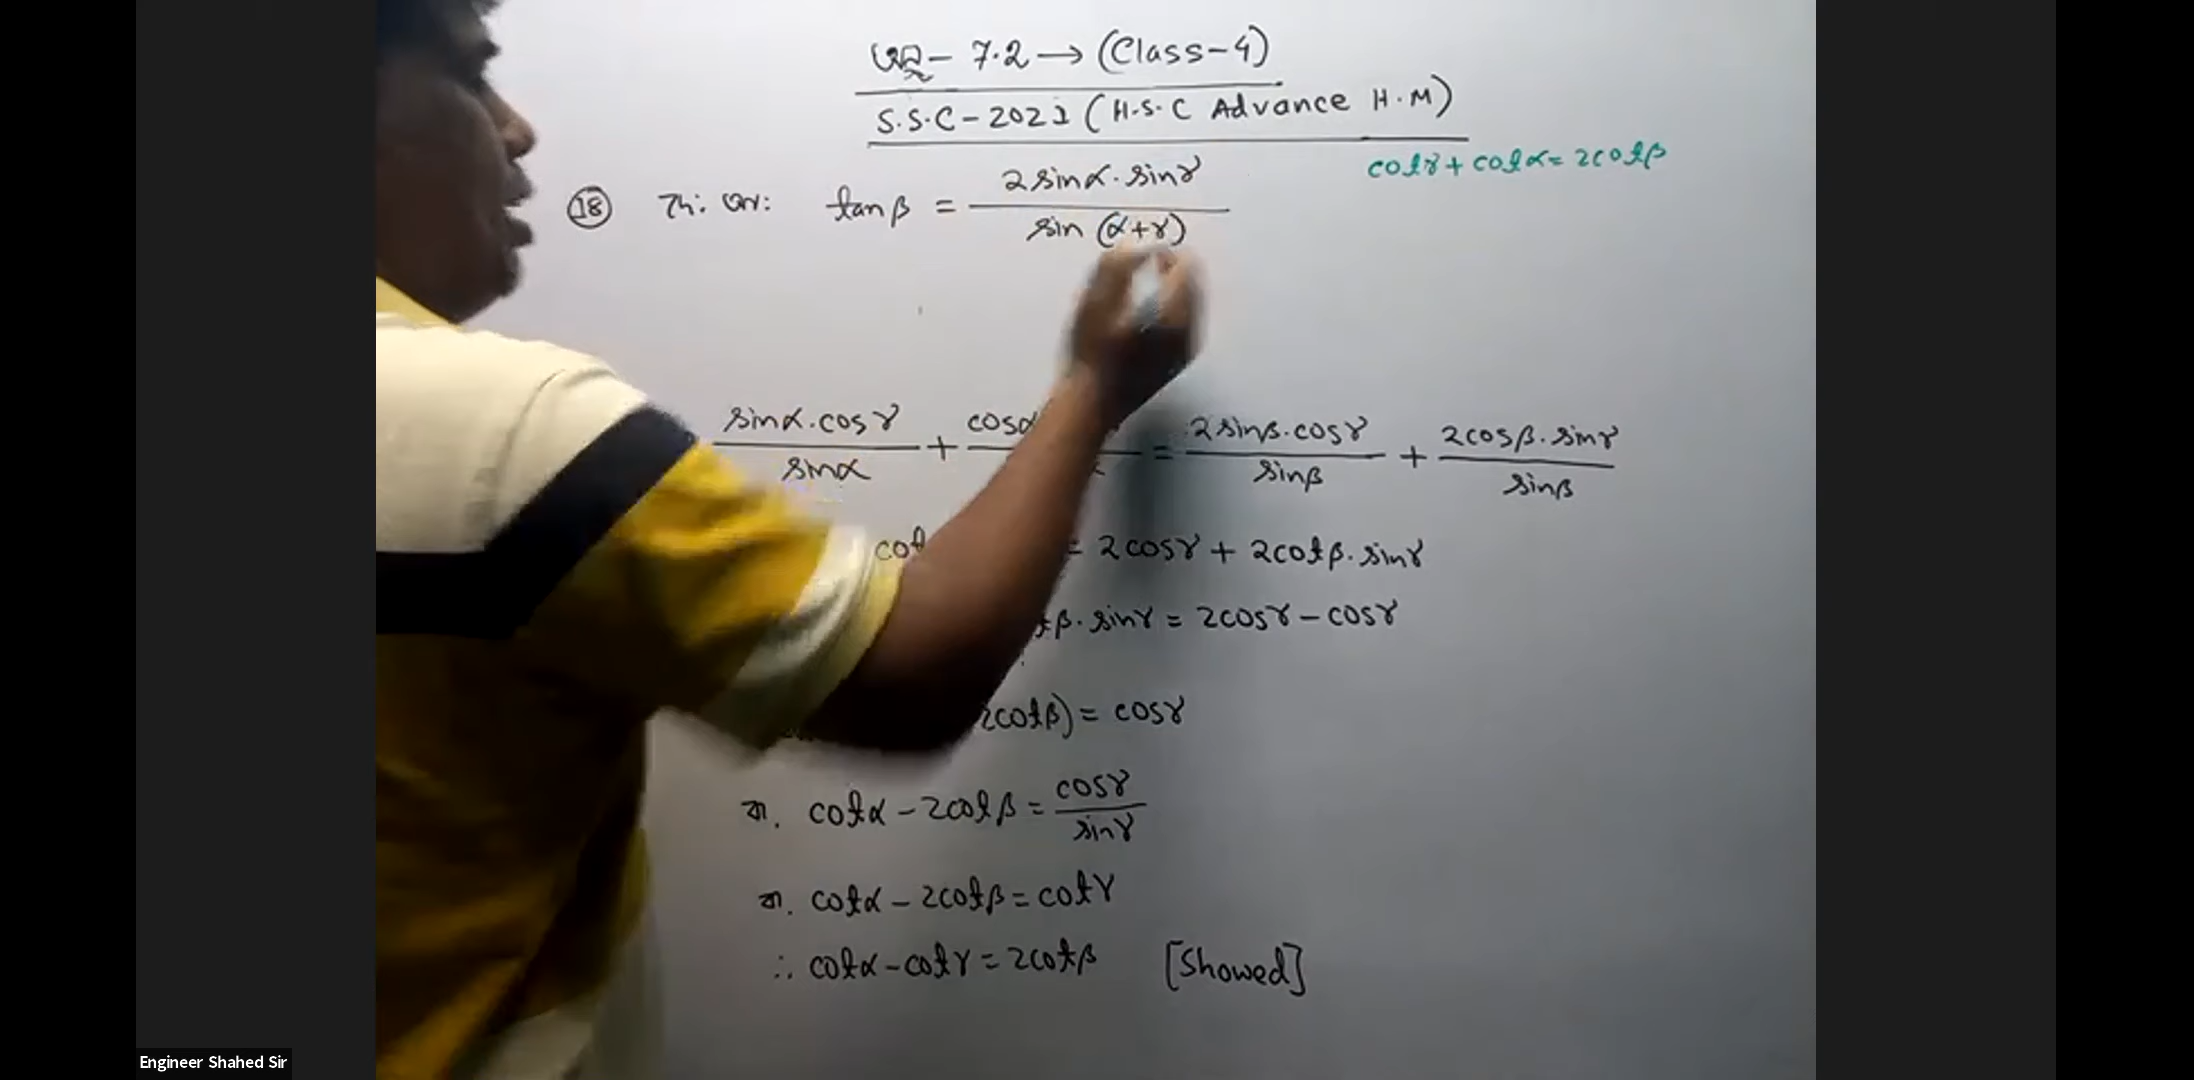 অনু - 7.2 → (Class-4)
S.S.C - 2021 (H.S.C Advance H.M)
cotγ + cotα = 2cotβ
(18) দে: আ: tanβ = 2sinα·sinγ / sin(α+γ)
sinα·cosγ / sinα + cosα = 2sinβ·cosγ / sinβ + 2cosβ·sinγ / sinβ
cot = 2cosγ + 2cotβ·sinγ
β·sinγ = 2cosγ - cosγ
2cotβ) = cosγ
বা. cotα - 2cotβ = cosγ / sinγ
বা. cotα - 2cotβ = cotγ
∴ cotα - cotγ = 2cotβ [Showed]
Engineer Shahed Sir